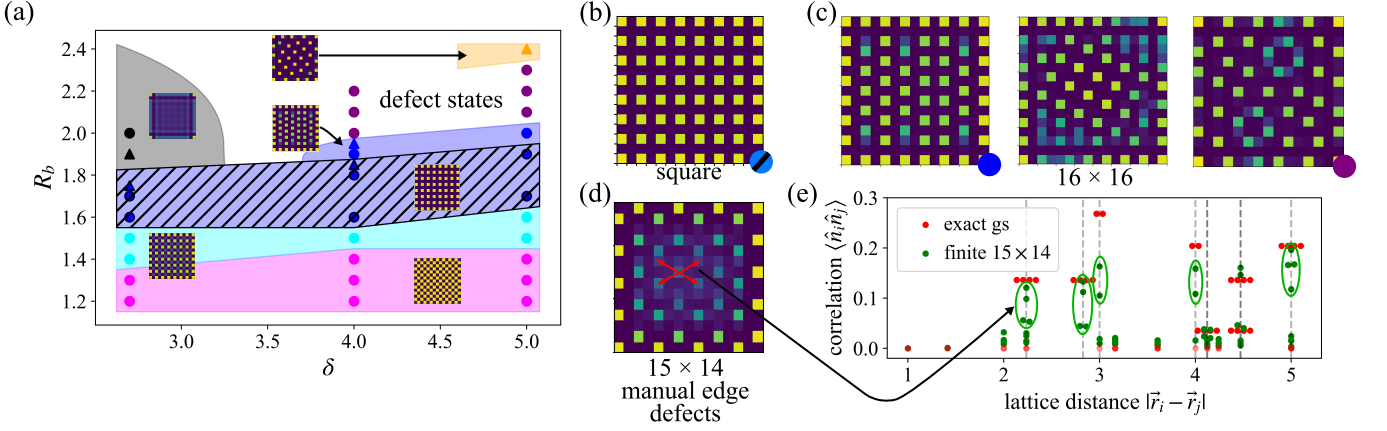 (a)
2.4
2.2
2.0
1.8
1.6
1.4
1.2
R_b
3.0
3.5
4.0
4.5
5.0
δ
defect states
(b)
square
(c)
16 × 16
(d)
15 × 14
manual edge
defects
(e)
0.3
0.2
0.1
0.0
correlation ⟨n̂_i n̂_j⟩
exact gs
finite 15×14
1
2
3
4
5
lattice distance |r⃗_i − r⃗_j|